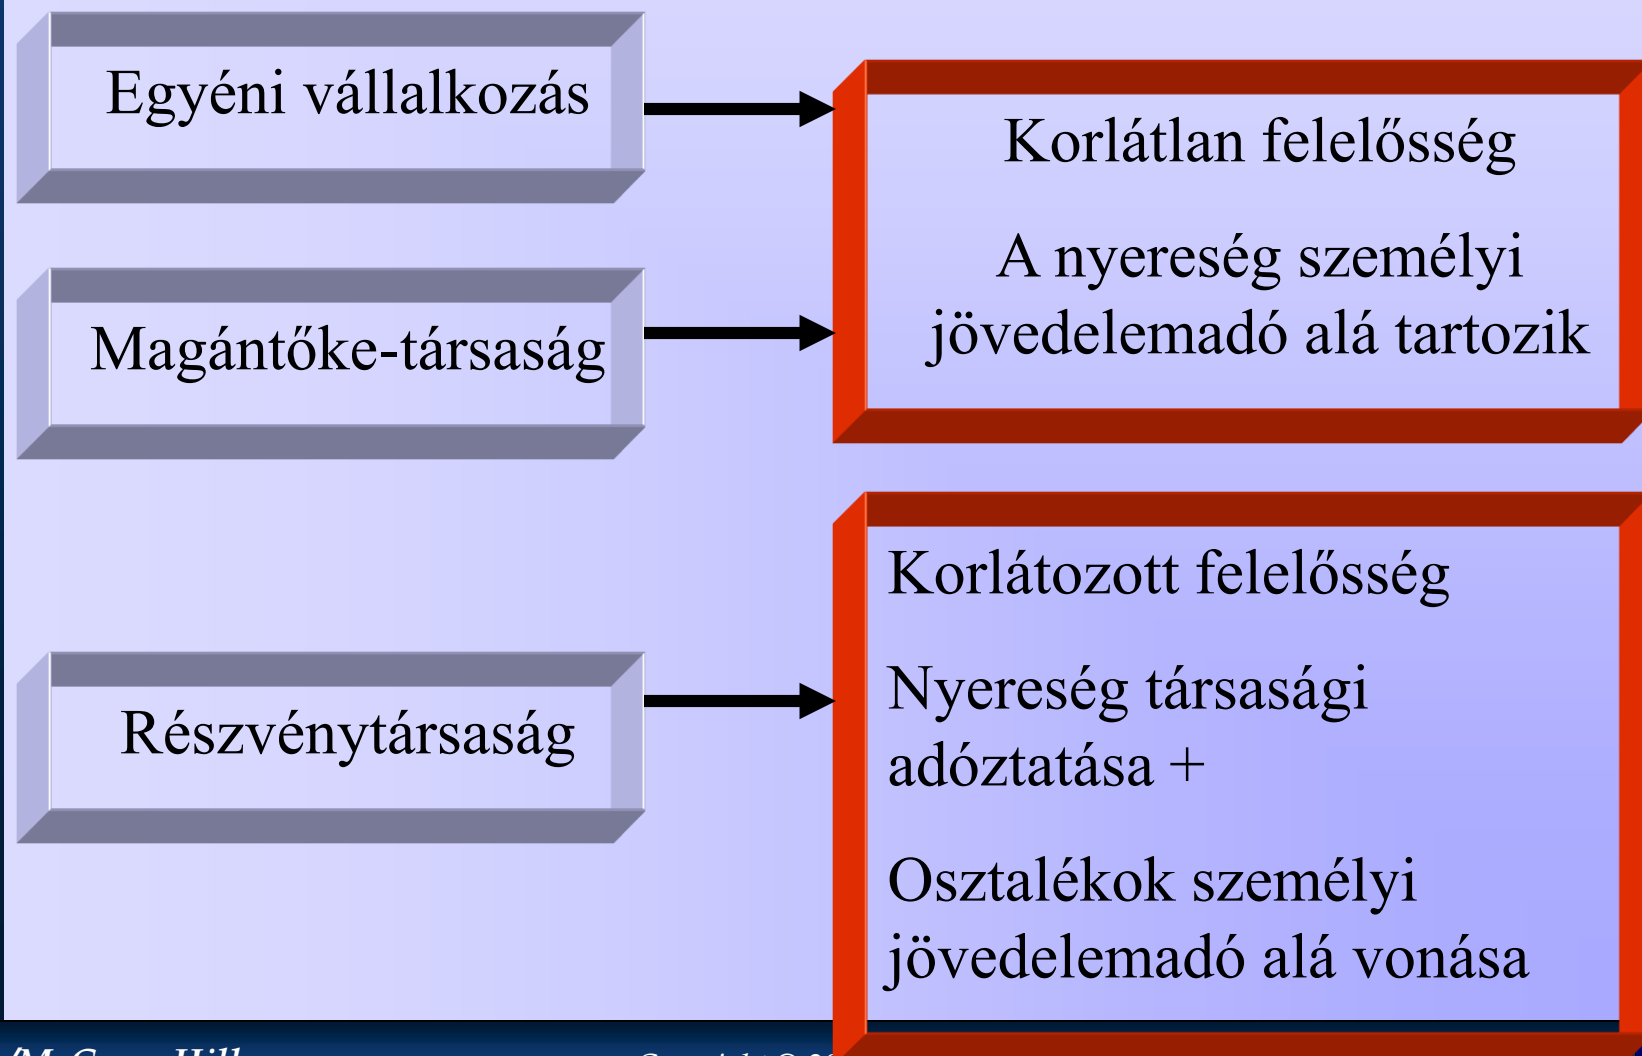 Egyéni vállalkozás
Korlátlan felelősség
A nyereség személyi
jövedelemadó alá tartozik
Magántőke-társaság
Korlátozott felelősség
Nyereség társasági
adóztatása +
Osztalékok személyi
jövedelemadó alá vonása
Részvénytársaság
Copyright ©